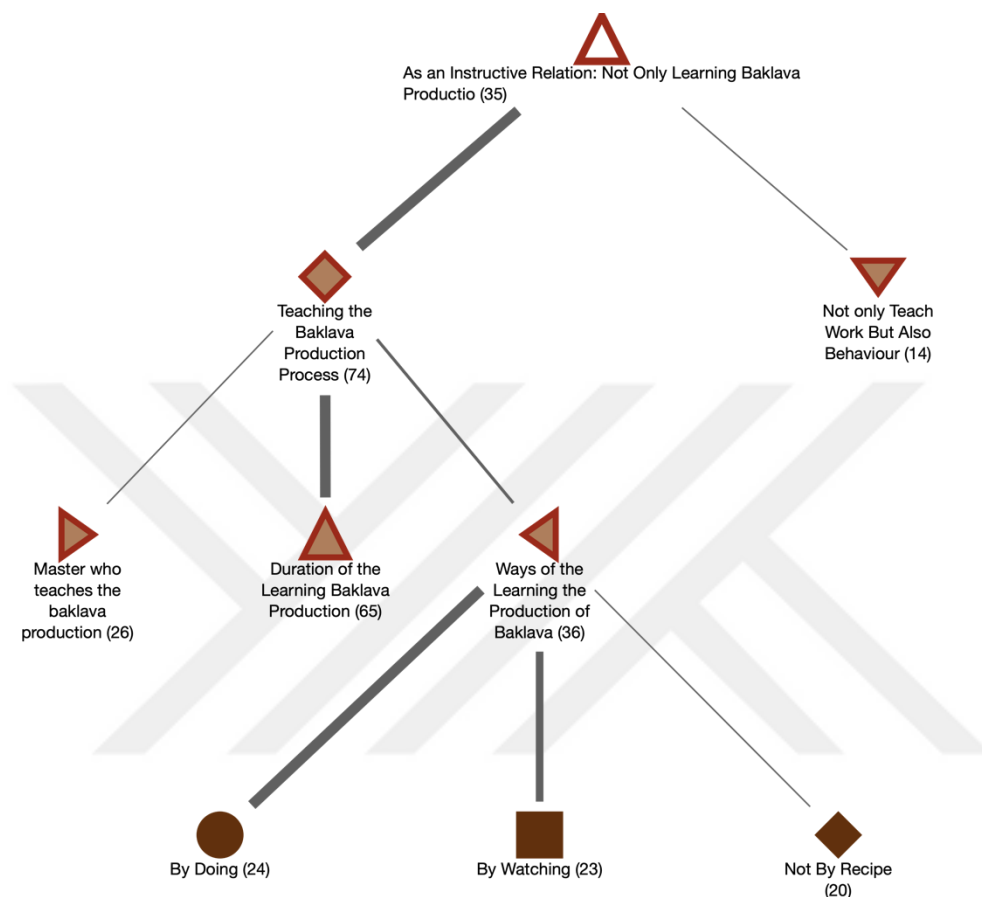 As an Instructive Relation: Not Only Learning Baklava
Productio (35)
Teaching the
Baklava
Production
Process (74)
Not only Teach
Work But Also
Behaviour (14)
Master who
teaches the
baklava
production (26)
Duration of the
Learning Baklava
Production (65)
Ways of the
Learning the
Production of
Baklava (36)
By Doing (24)
By Watching (23)
Not By Recipe
(20)